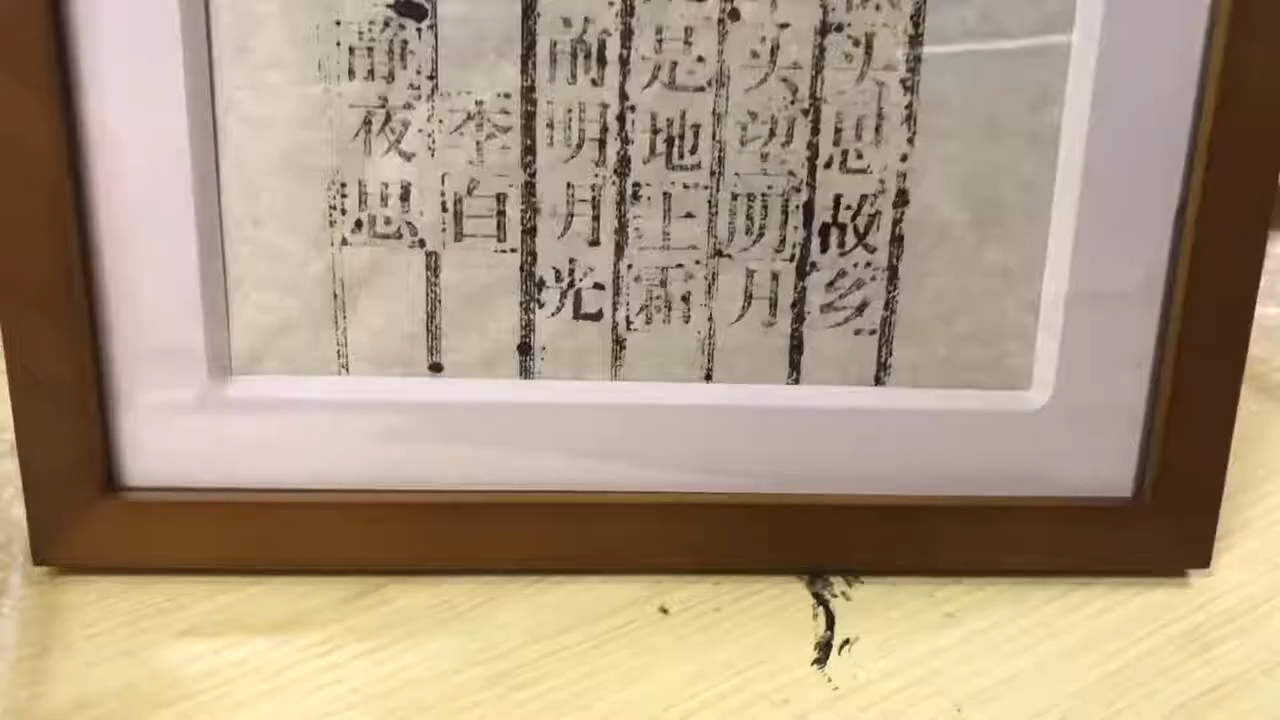 静夜思
李白
前明月光
是地上霜
头望明月
头思故乡